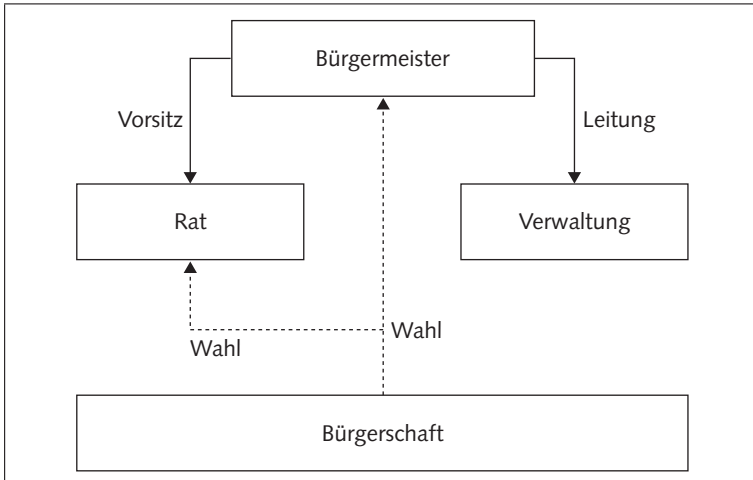 Bürgermeister
Vorsitz
Leitung
Rat
Verwaltung
Wahl
Wahl
Bürgerschaft